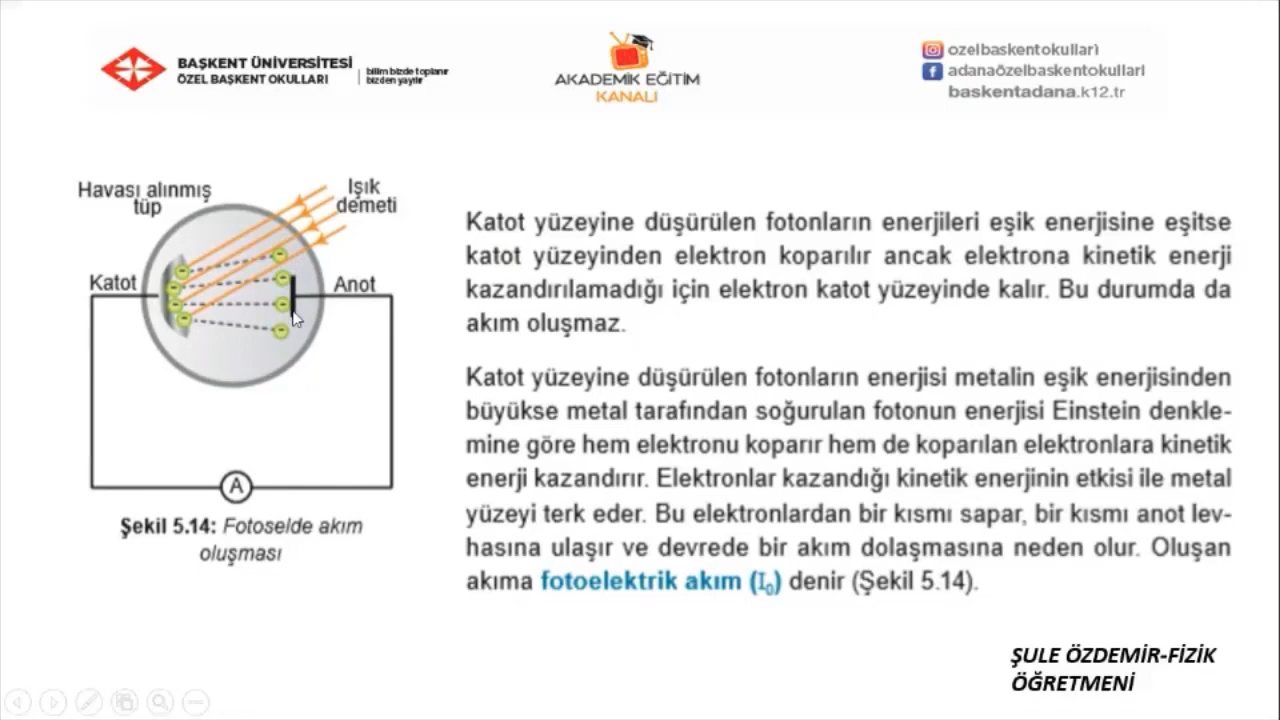 BAŞKENT ÜNİVERSİTESİ
ÖZEL BAŞKENT OKULLARI
bilim bizde toplanır
bizden yayılır
AKADEMİK EĞİTİM
KANALI
ozelbaskentokullari
adanaözelbaskentokullari
baskentadana.k12.tr
Havası alınmış
tüp
Işık
demeti
Katot
Anot
A
Şekil 5.14: Fotoselde akım
oluşması
Katot yüzeyine düşürülen fotonların enerjileri eşik enerjisine eşitse
katot yüzeyinden elektron koparılır ancak elektrona kinetik enerji
kazandırılamadığı için elektron katot yüzeyinde kalır. Bu durumda da
akım oluşmaz.
Katot yüzeyine düşürülen fotonların enerjisi metalin eşik enerjisinden
büyükse metal tarafından soğurulan fotonun enerjisi Einstein denkle-
mine göre hem elektronu koparır hem de koparılan elektronlara kinetik
enerji kazandırır. Elektronlar kazandığı kinetik enerjinin etkisi ile metal
yüzeyi terk eder. Bu elektronlardan bir kısmı sapar, bir kısmı anot lev-
hasına ulaşır ve devrede bir akım dolaşmasına neden olur. Oluşan
akıma fotoelektrik akım (I₀) denir (Şekil 5.14).
ŞULE ÖZDEMİR-FİZİK
ÖĞRETMENİ